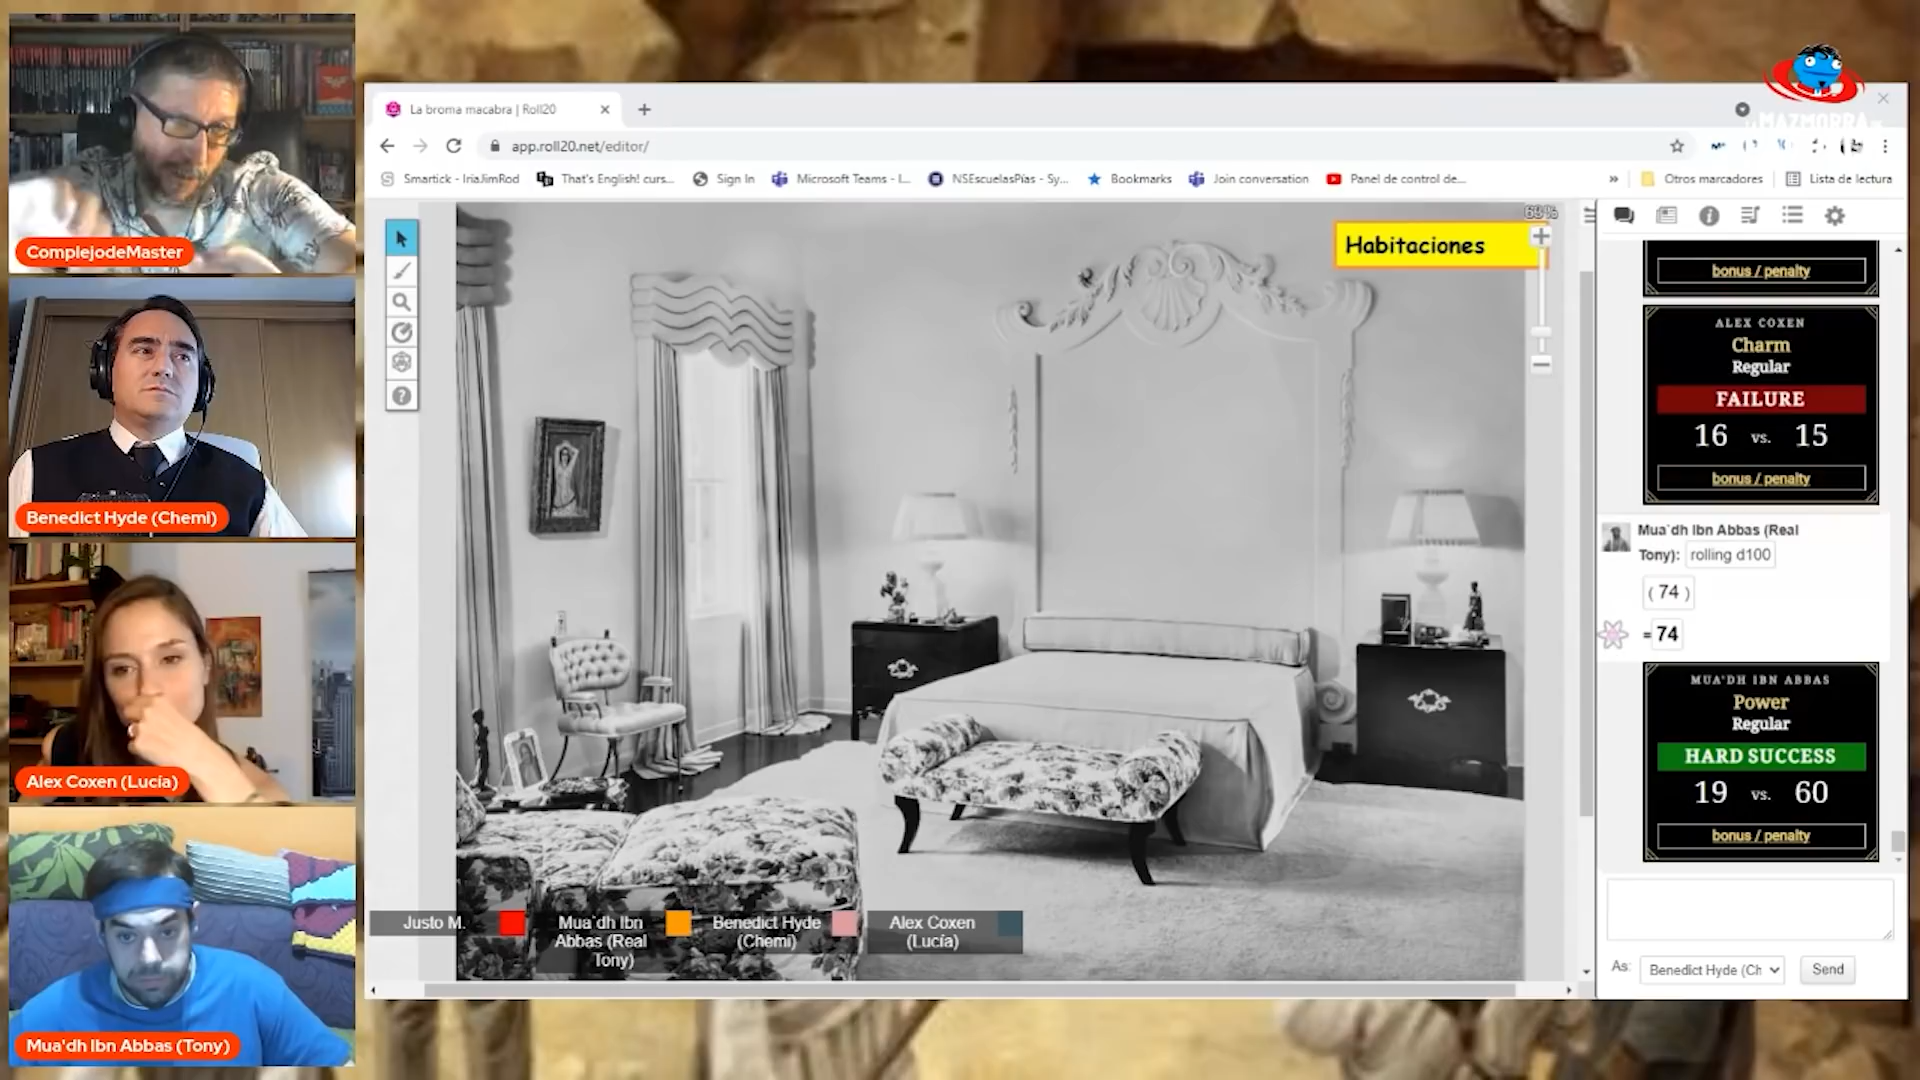 ComplejodeMaster
Benedict Hyde (Chemi)
Alex Coxen (Lucía)
Mua'dh Ibn Abbas (Tony)
La broma macabra | Roll20
app.roll20.net/editor/
Smartick - IriaJimRod
That's English! curs...
Sign In
Microsoft Teams - I...
NSEscuelasPías - Sy...
Bookmarks
Join conversation
Panel de control de...
»
Otros marcadores
Lista de lectura
MAZMORRA
Habitaciones
bonus / penalty
ALEX COXEN
Charm
Regular
FAILURE
16 vs. 15
bonus / penalty
Mua`dh Ibn Abbas (Real
Tony): rolling d100
( 74 )
= 74
MUA'DH IBN ABBAS
Power
Regular
HARD SUCCESS
19 vs. 60
bonus / penalty
As: Benedict Hyde (Ch
Send
Justo M.
Mua`dh Ibn
Abbas (Real
Tony)
Benedict Hyde
(Chemi)
Alex Coxen
(Lucía)